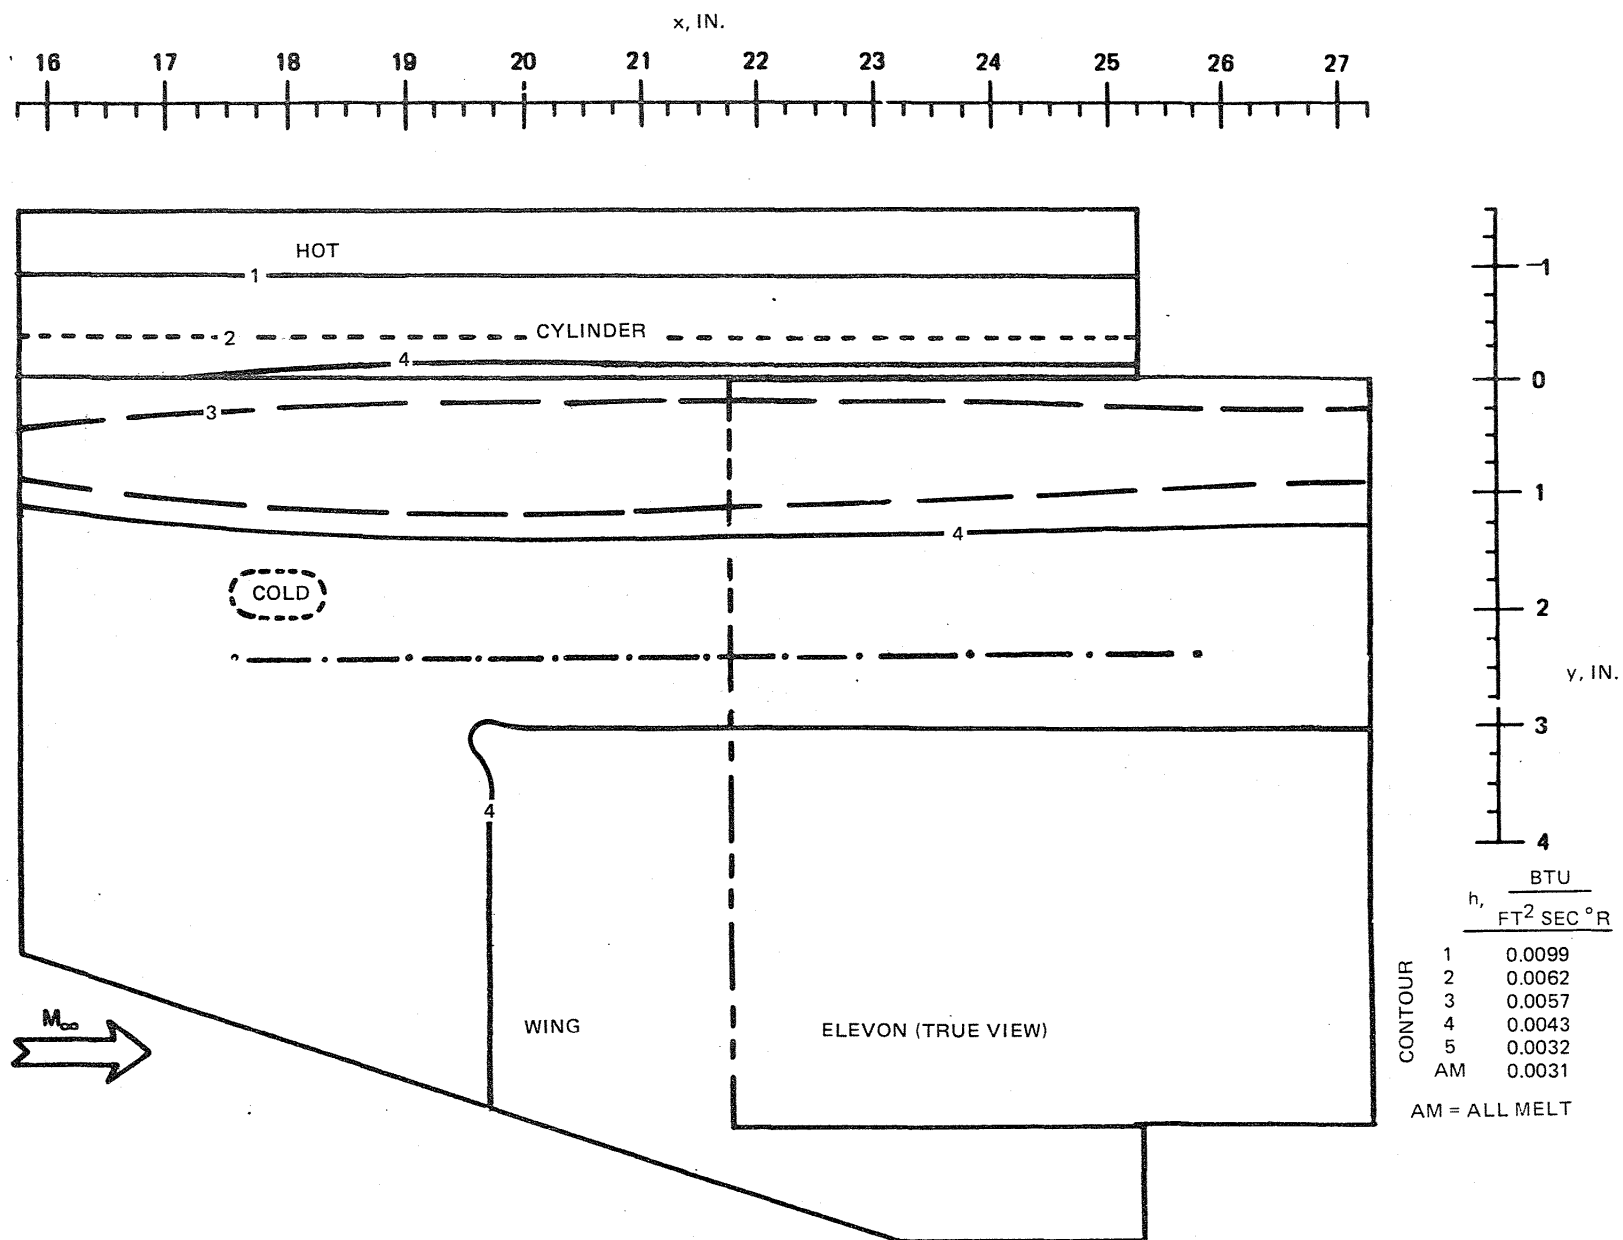 x, IN.
16 17 18 19 20 21 22 23 24 25 26 27
HOT
1
-1
2
CYLINDER
4
0
3
1
4
COLD
2
y, IN.
3
4
4
h, BTU
FT2 SEC °R
CONTOUR
1 0.0099
2 0.0062
3 0.0057
4 0.0043
5 0.0032
AM 0.0031
AM = ALL MELT
M∞
WING
ELEVON (TRUE VIEW)